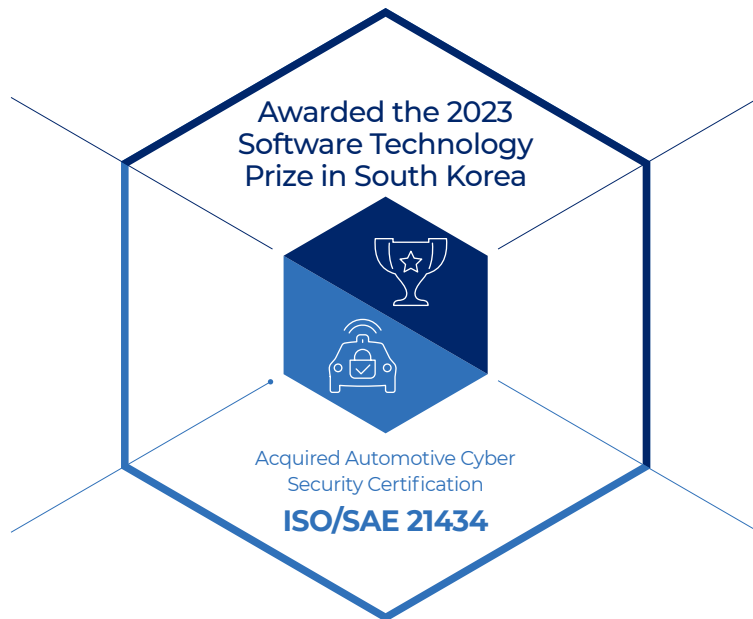 Awarded the 2023
Software Technology
Prize in South Korea
Acquired Automotive Cyber
Security Certification
ISO/SAE 21434